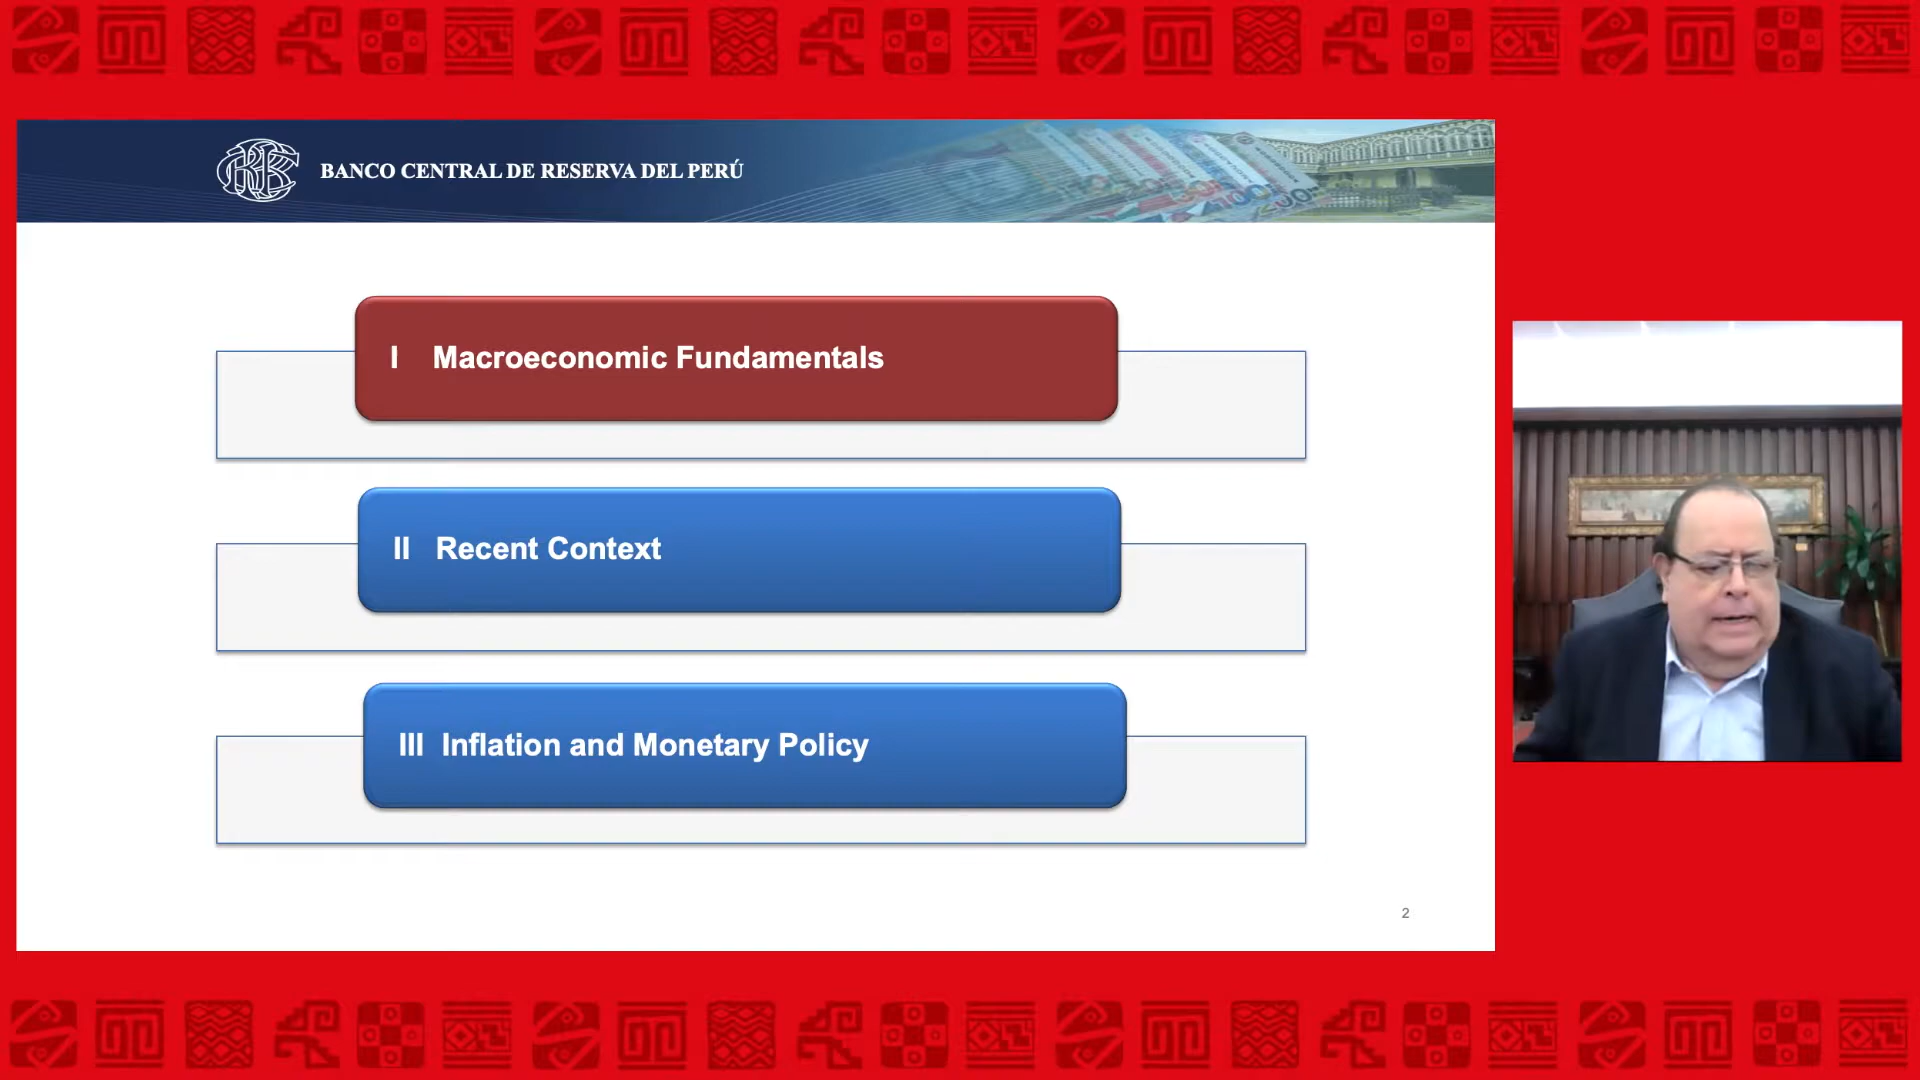 BANCO CENTRAL DE RESERVA DEL PERÚ
I Macroeconomic Fundamentals
II Recent Context
III Inflation and Monetary Policy
2